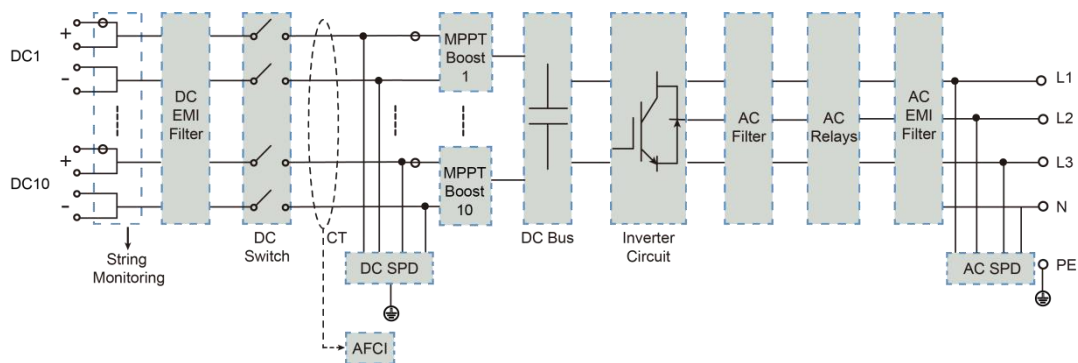 DC1
+
−
DC10
+
−
String
Monitoring
DC
EMI
Filter
DC
Switch
CT
DC SPD
AFCI
MPPT
Boost
1
MPPT
Boost
10
DC Bus
Inverter
Circuit
AC
Filter
AC
Relays
AC
EMI
Filter
AC SPD
L1
L2
L3
N
PE